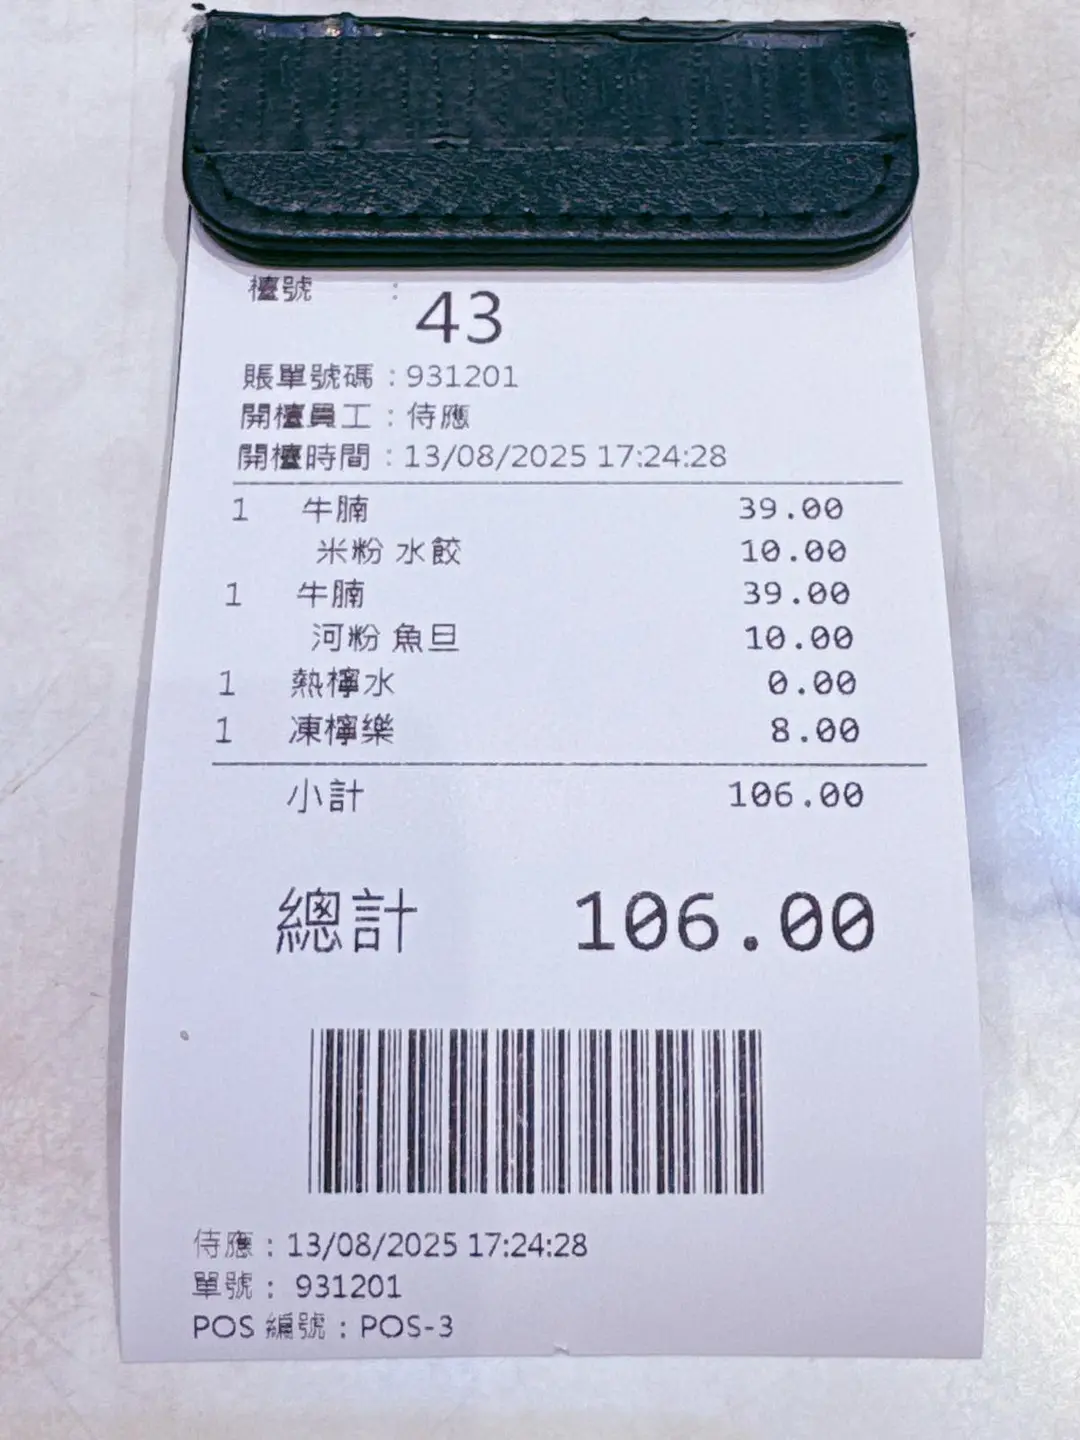 檯號 : 43
賬單號碼 : 931201
開檯員工 : 侍應
開檯時間 : 13/08/2025 17:24:28
1 牛腩 39.00
米粉 水餃 10.00
1 牛腩 39.00
河粉 魚旦 10.00
1 熱檸水 0.00
1 凍檸樂 8.00
小計 106.00
總計 106.00
侍應 : 13/08/2025 17:24:28
單號 : 931201
POS 編號 : POS-3